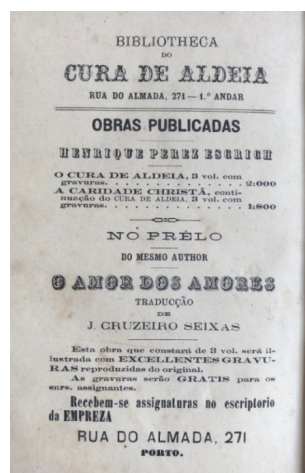 BIBLIOTHECA
DO
CURA DE ALDEIA
RUA DO ALMADA, 271—1.º ANDAR
OBRAS PUBLICADAS
HENRIQUE PEREZ ESCRICH
O CURA DE ALDEIA, 3 vol. com
gravuras. . . . . . . . . . . . 2:000
A CARIDADE CHRISTÃ, conti-
nuação do CURA DE ALDEIA. 3 vol. com
gravuras. . . . . . . . . . . . 1:800
NO PRÉLO
DO MESMO AUTHOR
O AMOR DOS AMORES
TRADUCÇÃO
DE
J. CRUZEIRO SEIXAS
Esta obra que constará de 3 vol. será il-
lustrada com EXCELLENTES GRAVU-
RAS reproduzidas do original.
As gravuras serão GRATIS para os
snrs. assignantes.
Recebem-se assignaturas no escriptorio
da EMPREZA
RUA DO ALMADA, 271
PORTO.